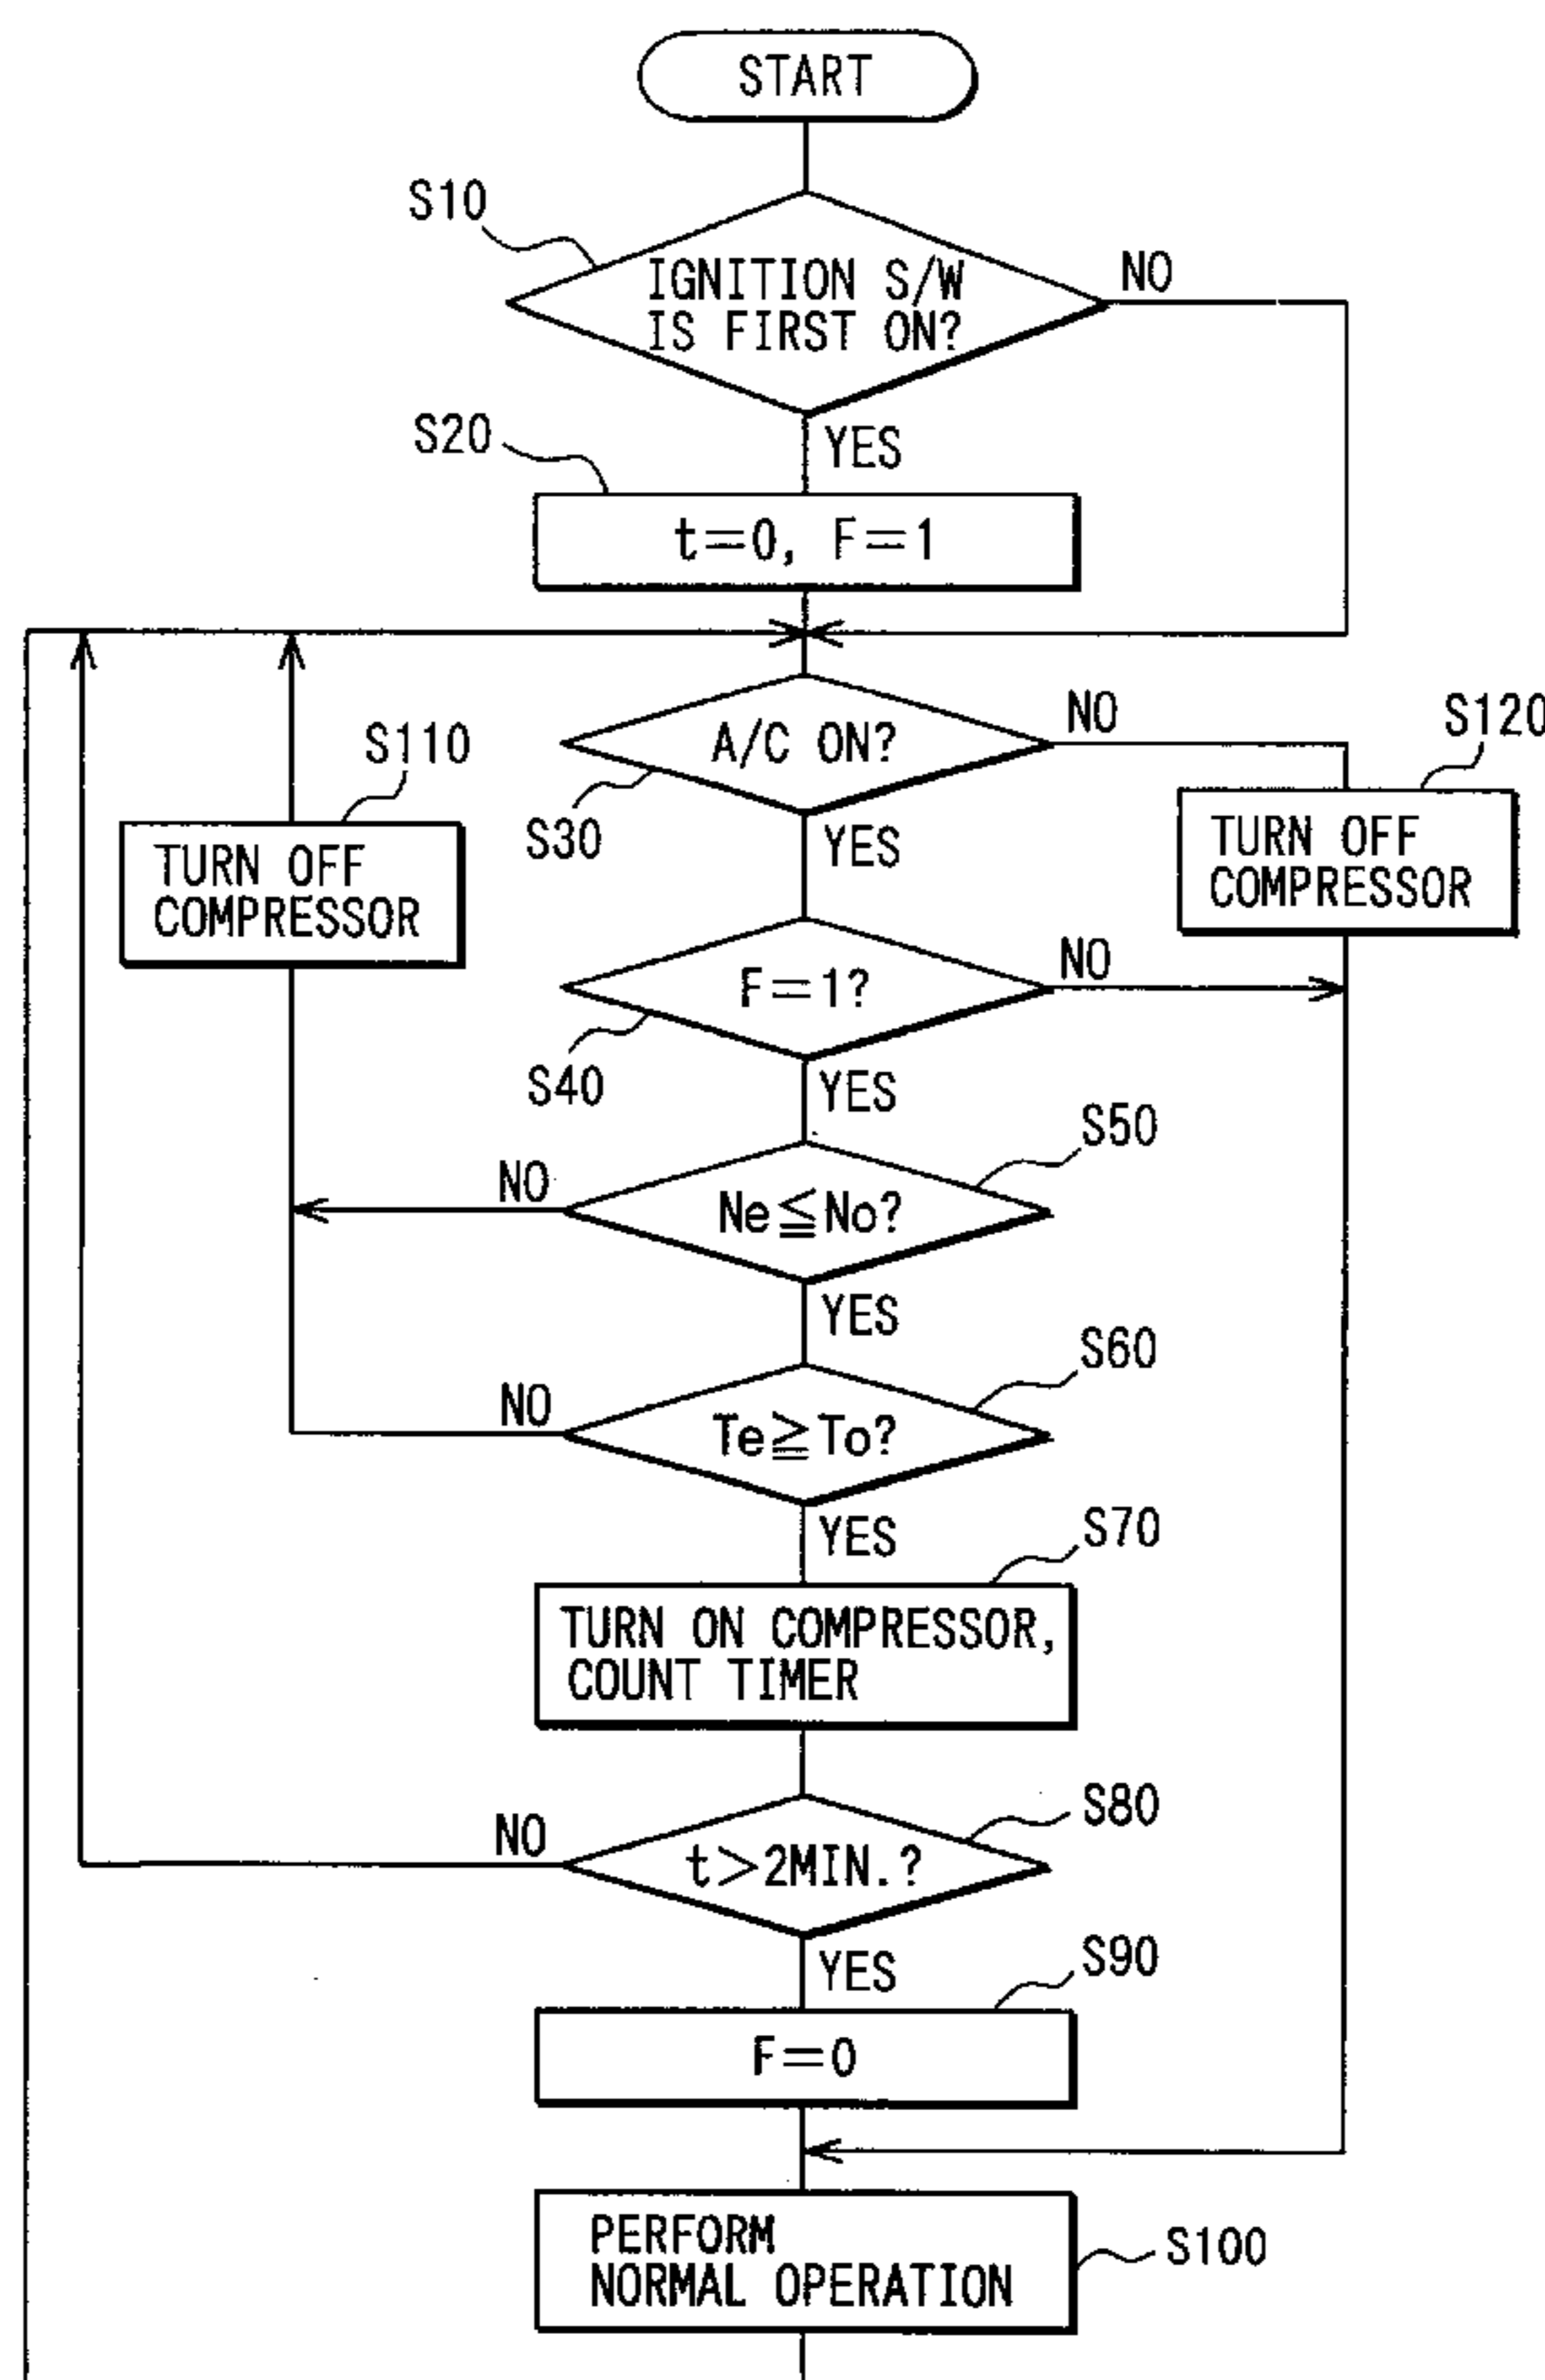 START
S10
IGNITION S/W
IS FIRST ON?
NO
YES
S20
t=0, F=1
A/C ON?
NO
S30
YES
S110
TURN OFF
COMPRESSOR
S120
TURN OFF
COMPRESSOR
F=1?
NO
S40
YES
S50
NO
Ne≦No?
YES
S60
NO
Te≧To?
YES
S70
TURN ON COMPRESSOR,
COUNT TIMER
S80
NO
t>2MIN.?
YES
S90
F=0
PERFORM
NORMAL OPERATION
S100